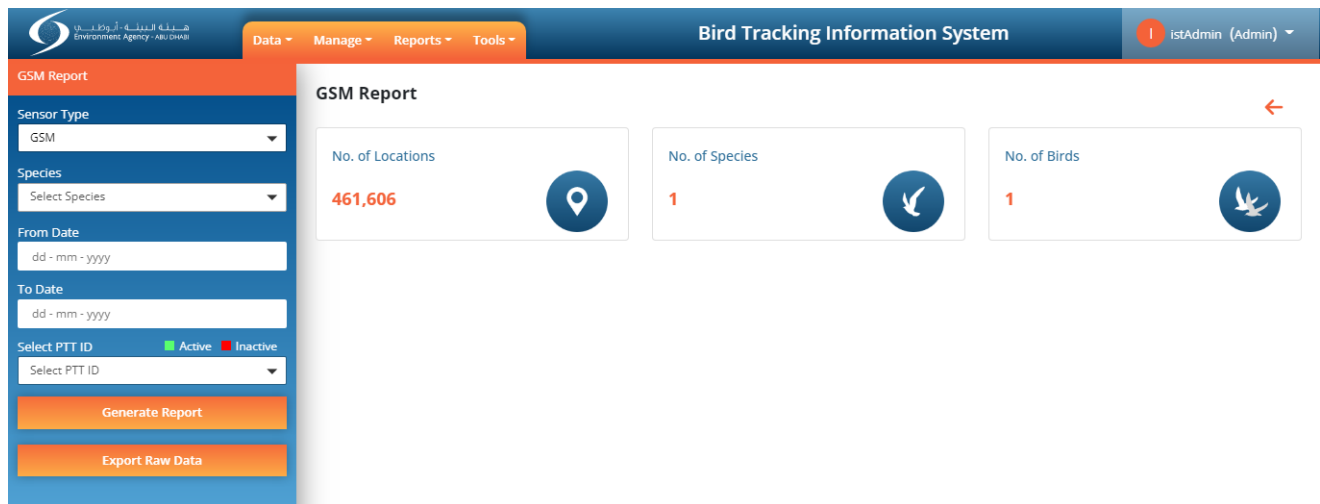 هـــيئة البيئـــة - أبـوظبـــي
Environment Agency - ABU DHABI
Data
Manage
Reports
Tools
Bird Tracking Information System
I
istAdmin (Admin)
GSM Report
Sensor Type
GSM
Species
Select Species
From Date
dd - mm - yyyy
To Date
dd - mm - yyyy
Select PTT ID
Active
Inactive
Select PTT ID
Generate Report
Export Raw Data
GSM Report
No. of Locations
461,606
No. of Species
1
No. of Birds
1